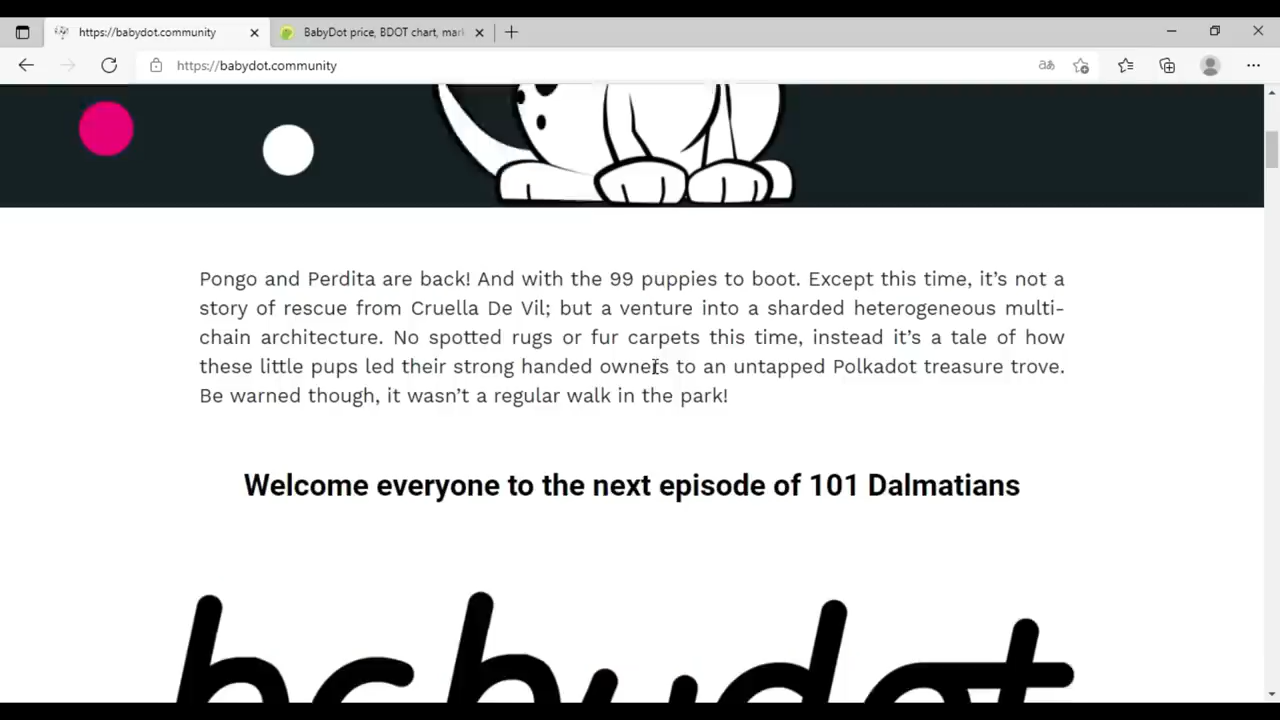 https://babydot.community
BabyDot price, BDOT chart, mar
https://babydot.community
Pongo and Perdita are back! And with the 99 puppies to boot. Except this time, it’s not a
story of rescue from Cruella De Vil; but a venture into a sharded heterogeneous multi-
chain architecture. No spotted rugs or fur carpets this time, instead it’s a tale of how
these little pups led their strong handed owners to an untapped Polkadot treasure trove.
Be warned though, it wasn’t a regular walk in the park!
Welcome everyone to the next episode of 101 Dalmatians
babydot